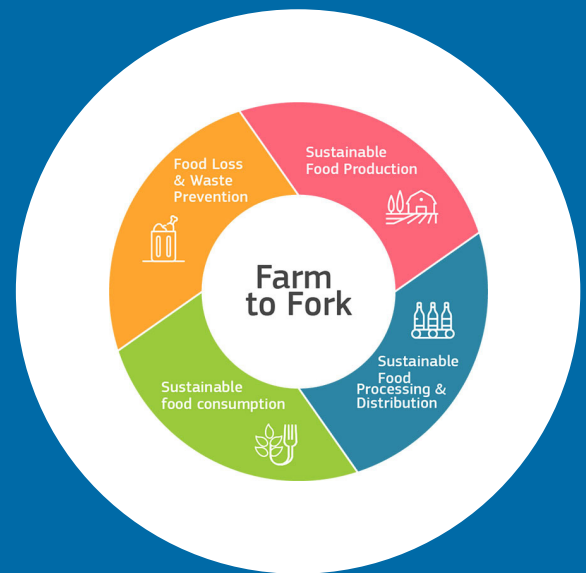 Food Loss
& Waste
Prevention
Sustainable
Food Production
Farm
to Fork
Sustainable
Food
Processing &
Distribution
Sustainable
food consumption